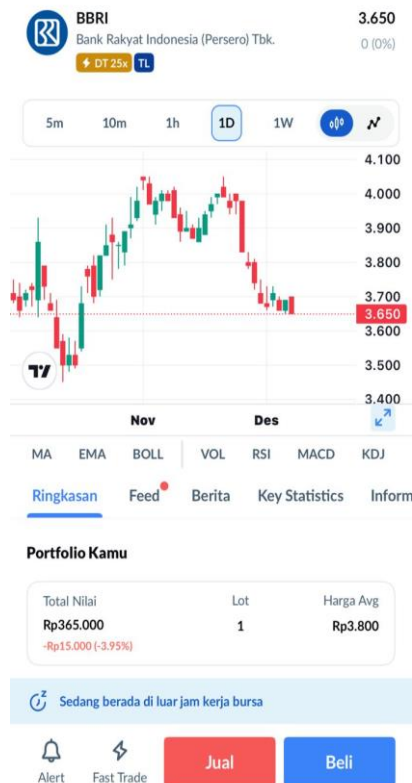 BBRI
3.650
Bank Rakyat Indonesia (Persero) Tbk.
0 (0%)
DT 25x TL
5m 10m 1h 1D 1W
4.100
4.000
3.900
3.800
3.700
3.650
3.600
3.500
3.400
Nov Des
MA EMA BOLL VOL RSI MACD KDJ
Ringkasan Feed Berita Key Statistics Inform
Portfolio Kamu
Total Nilai Lot Harga Avg
Rp365.000 1 Rp3.800
-Rp15.000 (-3.95%)
Sedang berada di luar jam kerja bursa
Alert Fast Trade Jual Beli